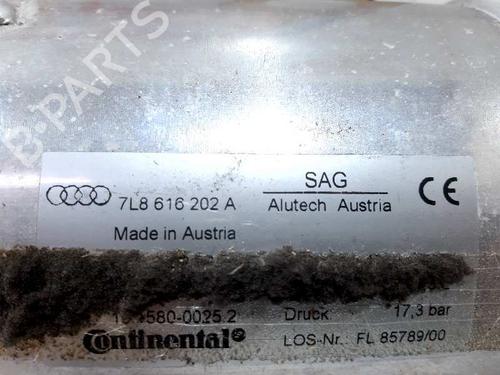 B-PARTS
SAG
7L8 616 202 A
Alutech Austria
CE
Made in Austria
580-0025.2 Druck 17,3 bar
Continental®
LOS-Nr.: FL 85789/00